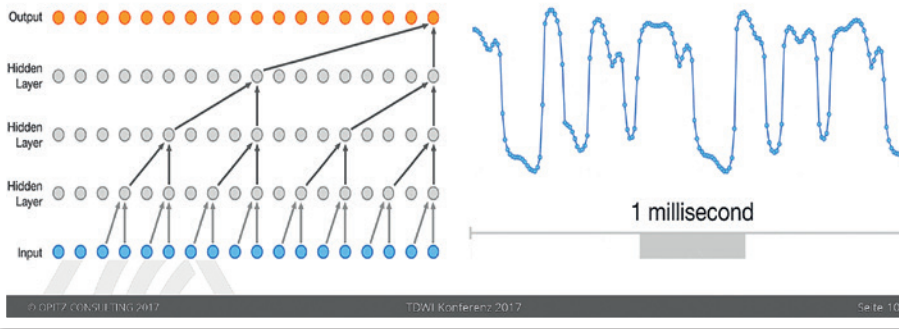 Output
Hidden
Layer
Hidden
Layer
Hidden
Layer
Input
1 millisecond
© OPITZ CONSULTING 2017
TDWI Konferenz 2017
Seite 10